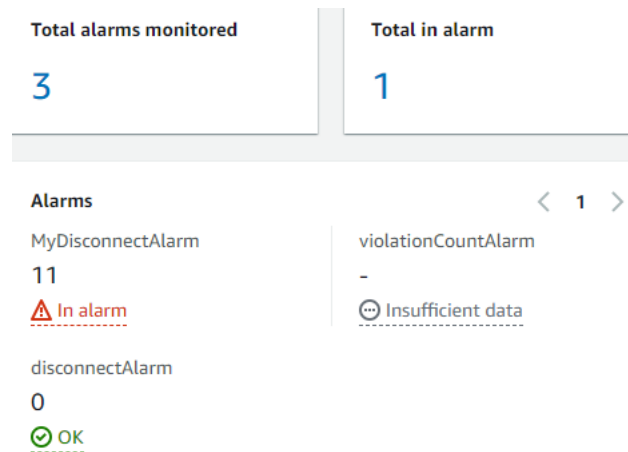 Total alarms monitored
3
Total in alarm
1
Alarms
1
MyDisconnectAlarm
11
In alarm
violationCountAlarm
-
Insufficient data
disconnectAlarm
0
OK